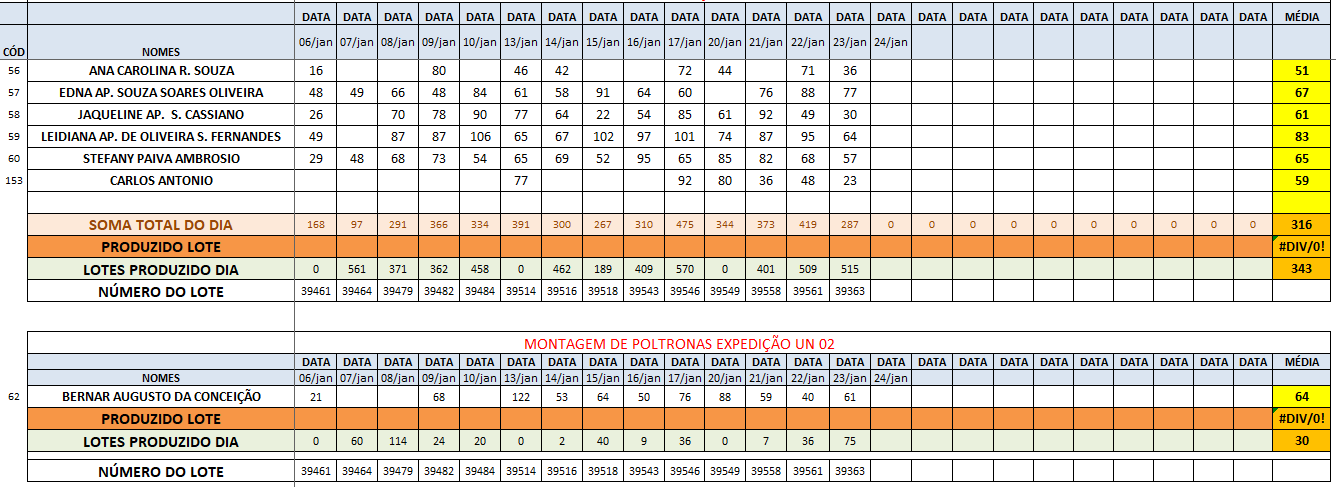 DATA DATA DATA DATA DATA DATA DATA DATA DATA DATA DATA DATA DATA DATA DATA DATA DATA DATA DATA DATA DATA DATA DATA DATA MÉDIA
CÓD NOMES 06/jan 07/jan 08/jan 09/jan 10/jan 13/jan 14/jan 15/jan 16/jan 17/jan 20/jan 21/jan 22/jan 23/jan 24/jan
56 ANA CAROLINA R. SOUZA 16 80 46 42 72 44 71 36 51
57 EDNA AP. SOUZA SOARES OLIVEIRA 48 49 66 48 84 61 58 91 64 60 76 88 77 67
58 JAQUELINE AP. S. CASSIANO 26 70 78 90 77 64 22 54 85 61 92 49 30 61
59 LEIDIANA AP. DE OLIVEIRA S. FERNANDES 49 87 87 106 65 67 102 97 101 74 87 95 64 83
60 STEFANY PAIVA AMBROSIO 29 48 68 73 54 65 69 52 95 65 85 82 68 57 65
153 CARLOS ANTONIO 77 92 80 36 48 23 59
SOMA TOTAL DO DIA 168 97 291 366 334 391 300 267 310 475 344 373 419 287 0 0 0 0 0 0 0 0 0 0 316
PRODUZIDO LOTE #DIV/0!
LOTES PRODUZIDO DIA 0 561 371 362 458 0 462 189 409 570 0 401 509 515 343
NÚMERO DO LOTE 39461 39464 39479 39482 39484 39514 39516 39518 39543 39546 39549 39558 39561 39363
MONTAGEM DE POLTRONAS EXPEDIÇÃO UN 02
DATA DATA DATA DATA DATA DATA DATA DATA DATA DATA DATA DATA DATA DATA DATA DATA DATA DATA DATA DATA DATA DATA DATA DATA MÉDIA
NOMES 06/jan 07/jan 08/jan 09/jan 10/jan 13/jan 14/jan 15/jan 16/jan 17/jan 20/jan 21/jan 22/jan 23/jan 24/jan
62 BERNAR AUGUSTO DA CONCEIÇÃO 21 68 122 53 64 50 76 88 59 40 61 64
PRODUZIDO LOTE #DIV/0!
LOTES PRODUZIDO DIA 0 60 114 24 20 0 2 40 9 36 0 7 36 75 30
NÚMERO DO LOTE 39461 39464 39479 39482 39484 39514 39516 39518 39543 39546 39549 39558 39561 39363